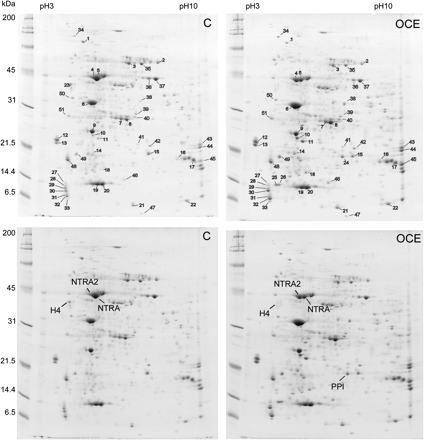 kDa pH3 pH10 pH3 pH10
200 C OCE
34 1 2 3 35 36 37
45 4 5 23
50 38
31 6 39
51 7 8 40
9 10 11 41
12 13 21.5 43 44
48 14 15 42 16 45
49 17
14.4 18 46
27 28 29 30 31 32 33
6.5 19 20
21 47 22
25 26 24
200 C OCE
NTRA2 NTRA2
45
H4 NTRA H4 NTRA
31
21.5
PPI
14.4
6.5